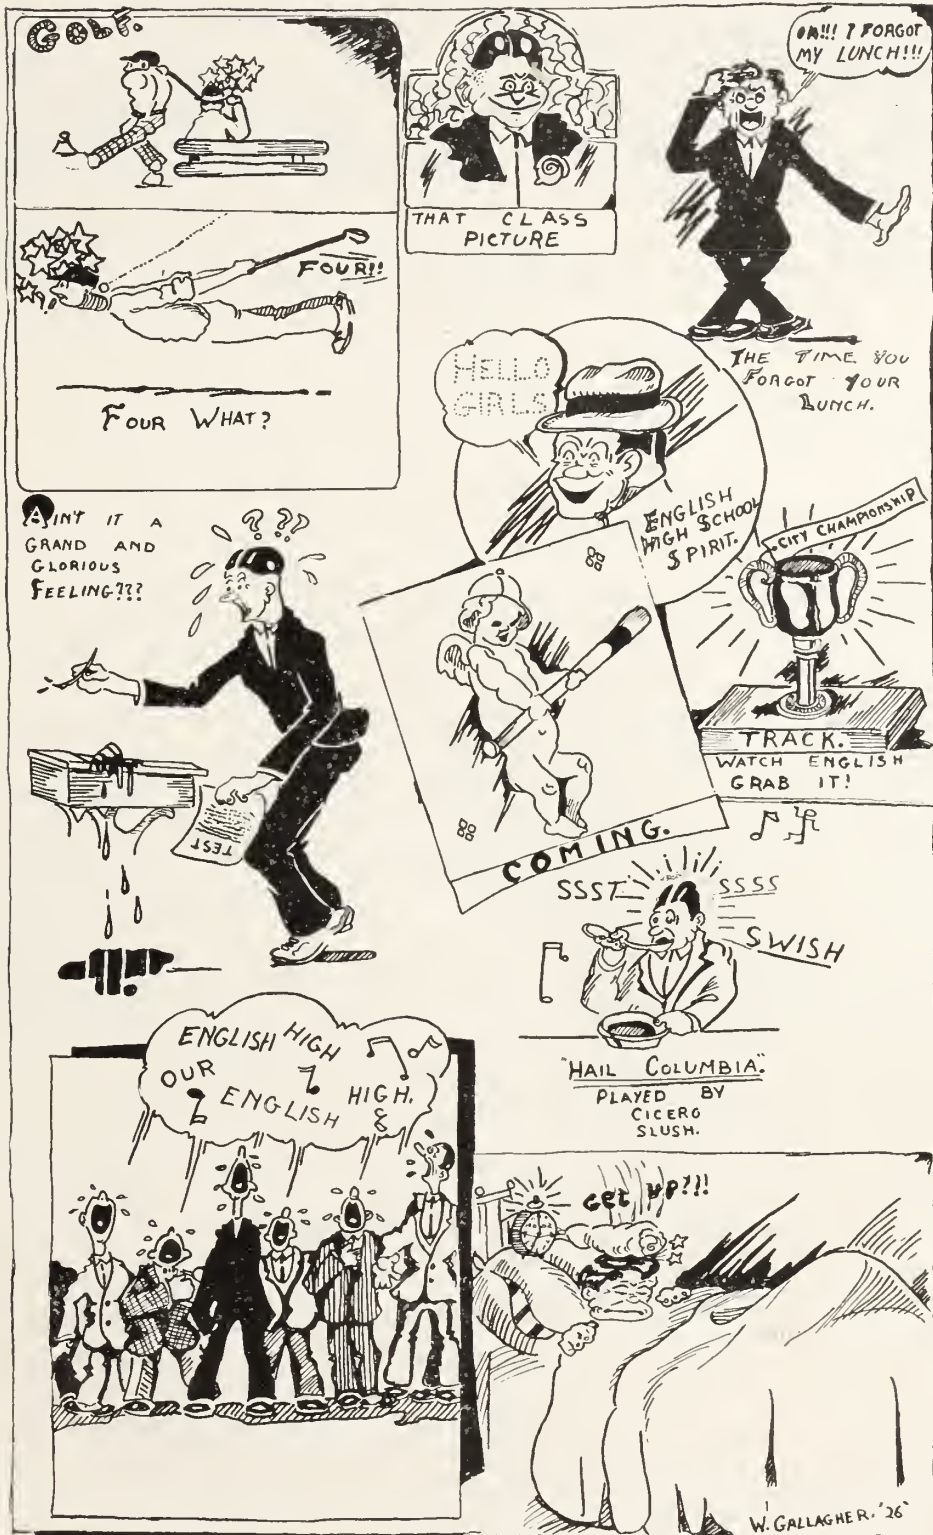 GOLF.
FOUR!!
FOUR WHAT?
THAT CLASS
PICTURE
OH!!! I FORGOT
MY LUNCH!!!
THE TIME YOU
FORGOT YOUR
LUNCH.
HELLO
GIRLS
ENGLISH
HIGH SCHOOL
SPIRIT.
AIN'T IT A
GRAND AND
GLORIOUS
FEELING???
? ? ? ?
TEST
COMING.
CITY CHAMPIONSHIP
TRACK.
WATCH ENGLISH
GRAB IT!
SSST
SSSS
SWISH
"HAIL COLUMBIA."
PLAYED BY
CICERO
SLUSH.
ENGLISH HIGH
OUR
ENGLISH HIGH.
GET UP!!!
W. GALLAGHER. '26'